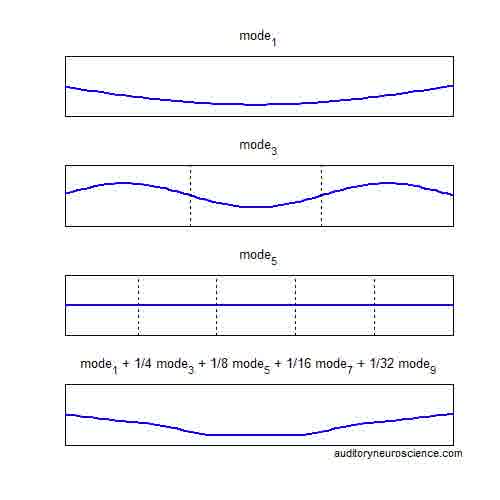 mode₁
mode₃
mode₅
mode₁ + 1/4 mode₃ + 1/8 mode₅ + 1/16 mode₇ + 1/32 mode₉
auditoryneuroscience.com